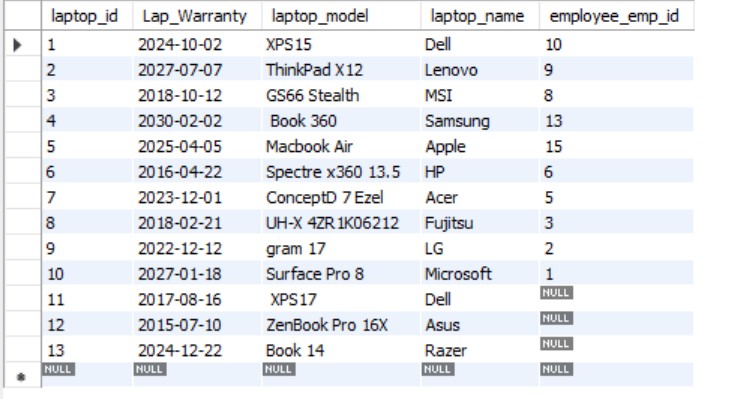 laptop_id Lap_Warranty laptop_model laptop_name employee_emp_id
1 2024-10-02 XPS15 Dell 10
2 2027-07-07 ThinkPad X12 Lenovo 9
3 2018-10-12 GS66 Stealth MSI 8
4 2030-02-02 Book 360 Samsung 13
5 2025-04-05 Macbook Air Apple 15
6 2016-04-22 Spectre x360 13.5 HP 6
7 2023-12-01 ConceptD 7 Ezel Acer 5
8 2018-02-21 UH-X 4ZR1K06212 Fujitsu 3
9 2022-12-12 gram 17 LG 2
10 2027-01-18 Surface Pro 8 Microsoft 1
11 2017-08-16 XPS17 Dell NULL
12 2015-07-10 ZenBook Pro 16X Asus NULL
13 2024-12-22 Book 14 Razer NULL
NULL NULL NULL NULL NULL